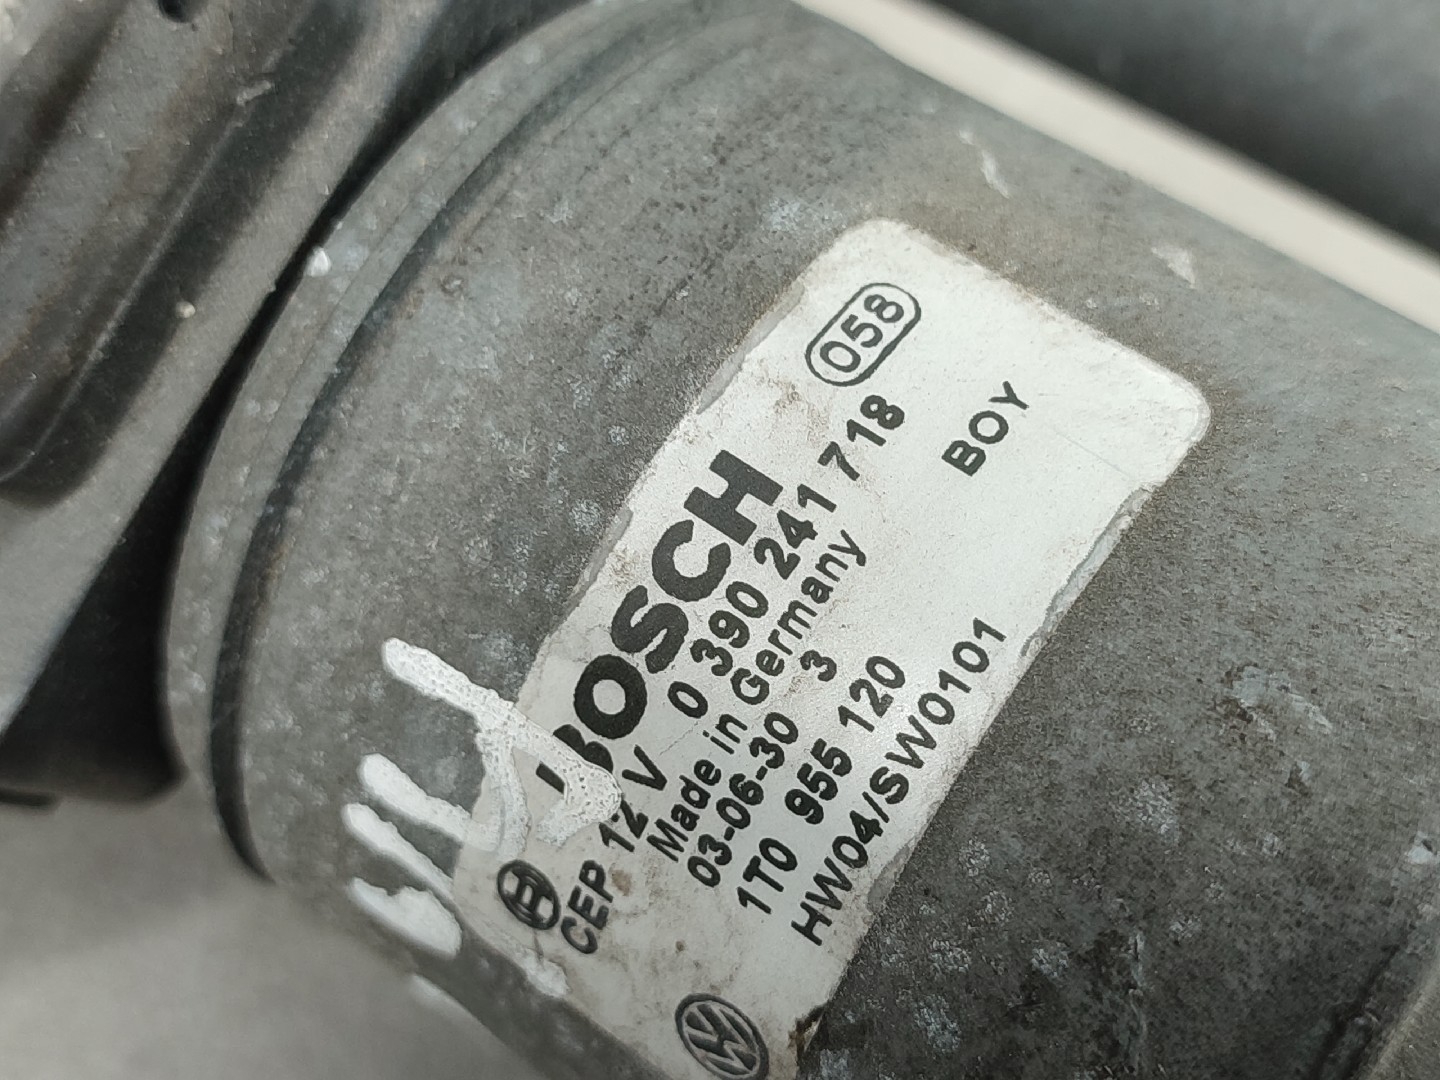 BOSCH
058
CEP 12 V 0 390 241 718
Made in Germany
03-06-30 3
BOY
1T0 955 120
HW04/SW0101